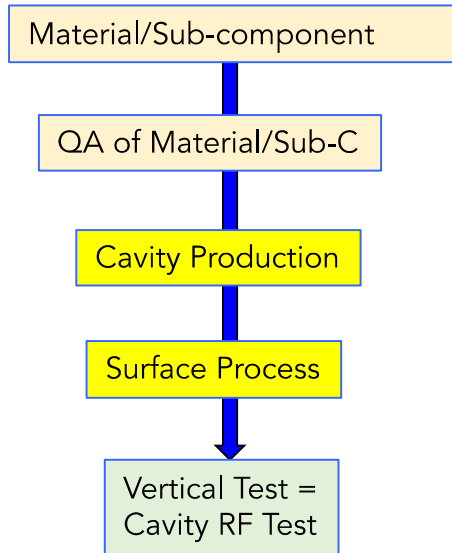 Material/Sub-component
QA of Material/Sub-C
Cavity Production
Surface Process
Vertical Test =
Cavity RF Test